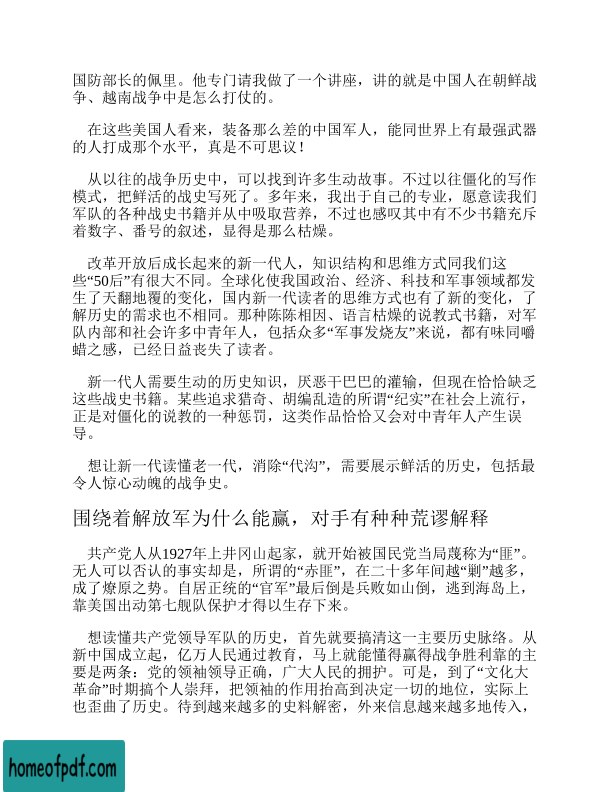 国防部长的佩里。他专门请我做了一个讲座，讲的就是中国人在朝鲜战
争、越南战争中是怎么打仗的。
在这些美国人看来，装备那么差的中国军人，能同世界上有最强武器
的人打成那个水平，真是不可思议！
从以往的战争历史中，可以找到许多生动故事。不过以往僵化的写作
模式，把鲜活的战史写死了。多年来，我出于自己的专业，愿意读我们
军队的各种战史书籍并从中吸取营养，不过也感叹其中有不少书籍充斥
着数字、番号的叙述，显得是那么枯燥。
改革开放后成长起来的新一代人，知识结构和思维方式同我们这
些“50后”有很大不同。全球化使我国政治、经济、科技和军事领域都发
生了天翻地覆的变化，国内新一代读者的思维方式也有了新的变化，了
解历史的需求也不相同。那种陈陈相因、语言枯燥的说教式书籍，对军
队内部和社会许多中青年人，包括众多“军事发烧友”来说，都有味同嚼
蜡之感，已经日益丧失了读者。
新一代人需要生动的历史知识，厌恶干巴巴的灌输，但现在恰恰缺乏
这些战史书籍。某些追求猎奇、胡编乱造的所谓“纪实”在社会上流行，
正是对僵化的说教的一种惩罚，这类作品恰恰又会对中青年人产生误
导。
想让新一代读懂老一代，消除“代沟”，需要展示鲜活的历史，包括最
令人惊心动魄的战争史。
围绕着解放军为什么能赢，对手有种种荒谬解释
共产党人从1927年上井冈山起家，就开始被国民党当局蔑称为“匪”。
无人可以否认的事实却是，所谓的“赤匪”，在二十多年间越“剿”越多，
成了燎原之势。自居正统的“官军”最后倒是兵败如山倒，逃到海岛上，
靠美国出动第七舰队保护才得以生存下来。
想读懂共产党领导军队的历史，首先就要搞清这一主要历史脉络。从
新中国成立起，亿万人民通过教育，马上就能懂得赢得战争胜利靠的主
要是两条：党的领袖领导正确，广大人民的拥护。可是，到了“文化大
革命”时期搞个人崇拜，把领袖的作用抬高到决定一切的地位，实际上
也歪曲了历史。待到越来越多的史料解密，外来信息越来越多地传入，
homeofpdf.com